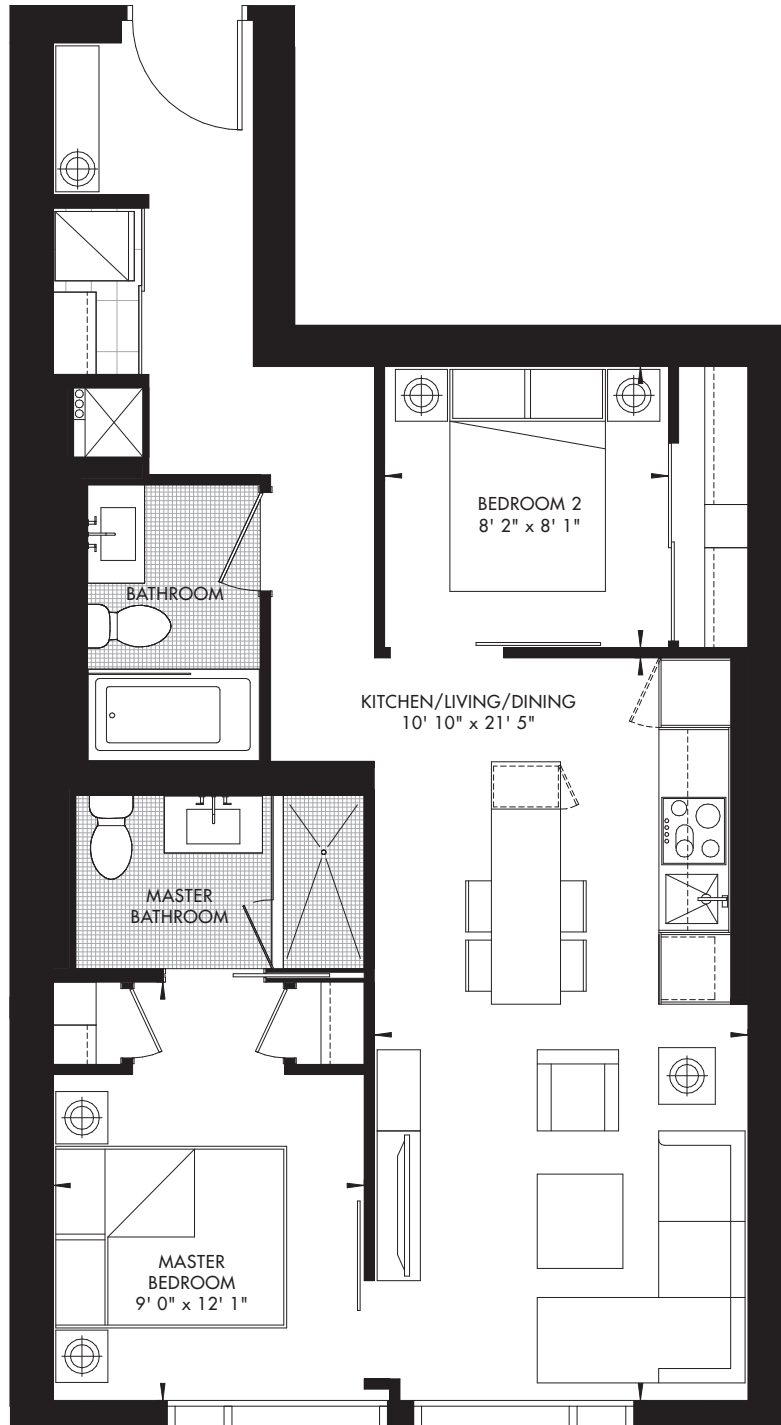 BEDROOM 2
8' 2" x 8' 1"
BATHROOM
KITCHEN/LIVING/DINING
10' 10" x 21' 5"
MASTER
BATHROOM
MASTER
BEDROOM
9' 0" x 12' 1"